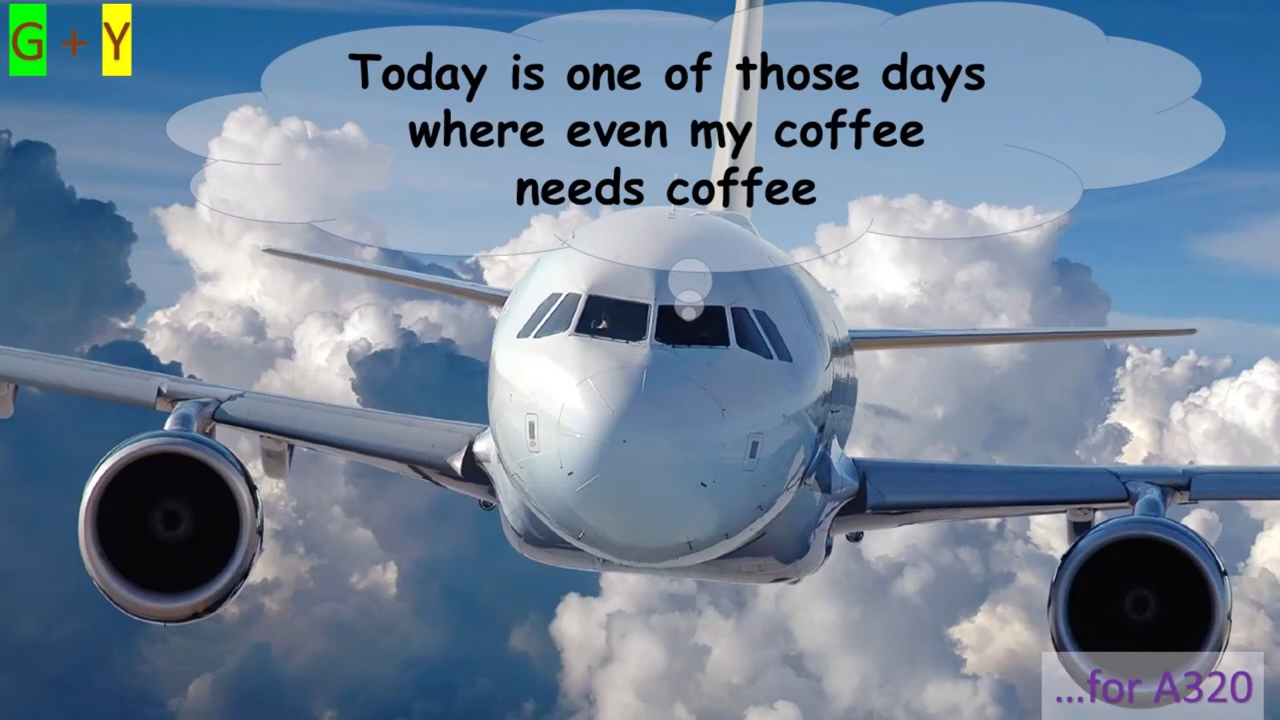 G + Y
Today is one of those days
where even my coffee
needs coffee
...for A320